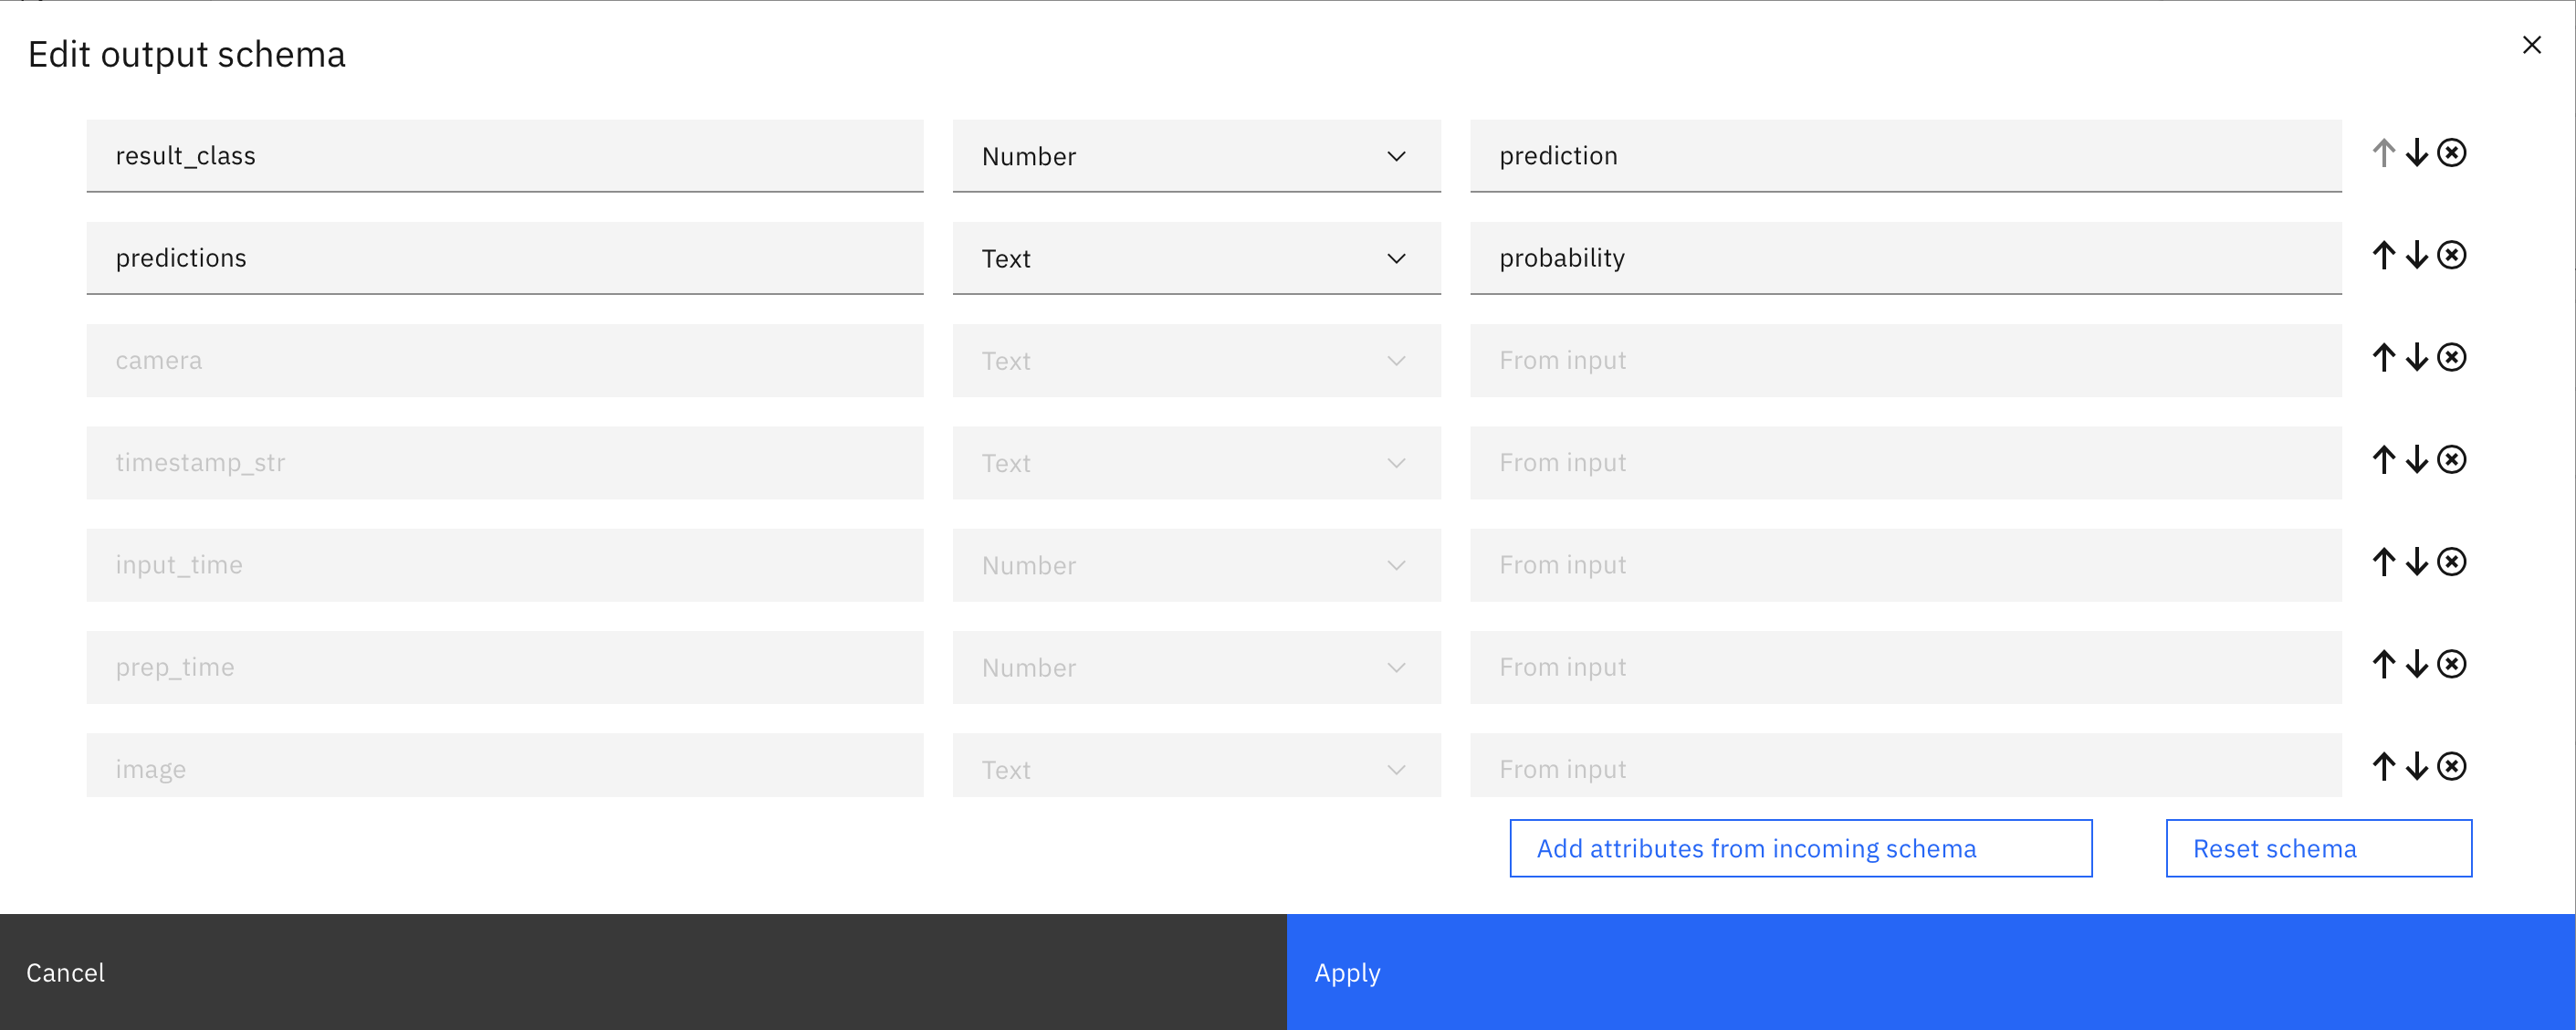 Edit output schema
result_class Number prediction
predictions Text probability
camera Text From input
timestamp_str Text From input
input_time Number From input
prep_time Number From input
image Text From input
Add attributes from incoming schema Reset schema
Cancel Apply